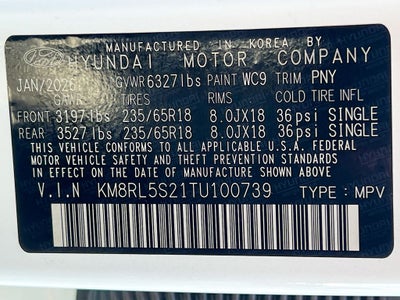 MANUFACTURED IN KOREA BY
HYUNDAI MOTOR COMPANY
JAN/2026 GVWR 6327lbs PAINT WC9 TRIM PNY
GAWR TIRES RIMS COLD TIRE INFL
FRONT 3197lbs 235/65R18 8.0JX18 36psi SINGLE
REAR 3527lbs 235/65R18 8.0JX18 36psi SINGLE
THIS VEHICLE CONFORMS TO ALL APPLICABLE U.S.A. FEDERAL
MOTOR VEHICLE SAFETY AND THEFT PREVENTION STANDARDS
IN EFFECT ON THE DATE OF MANUFACTURE SHOWN ABOVE
V.I.N KM8RL5S21TU100739 TYPE: MPV